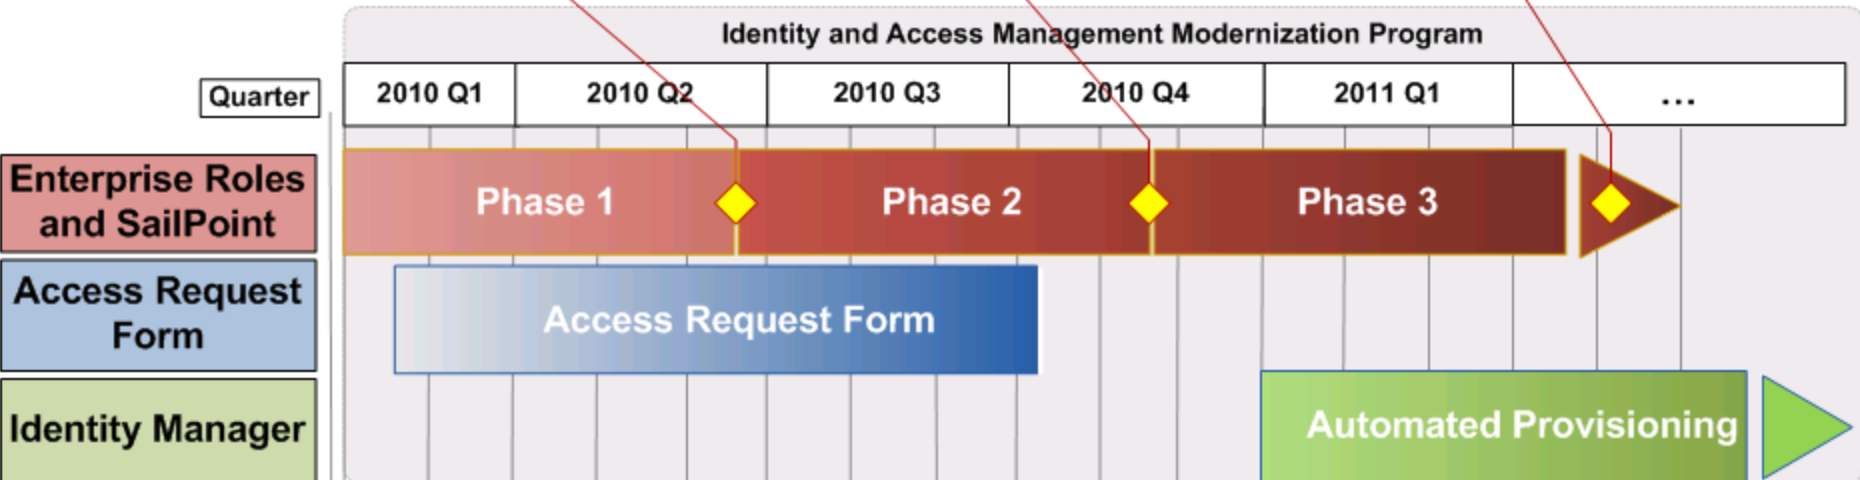 Identity and Access Management Modernization Program
Quarter
2010 Q1
2010 Q2
2010 Q3
2010 Q4
2011 Q1
...
Enterprise Roles
and SailPoint
Phase 1
Phase 2
Phase 3
Access Request
Form
Access Request Form
Identity Manager
Automated Provisioning